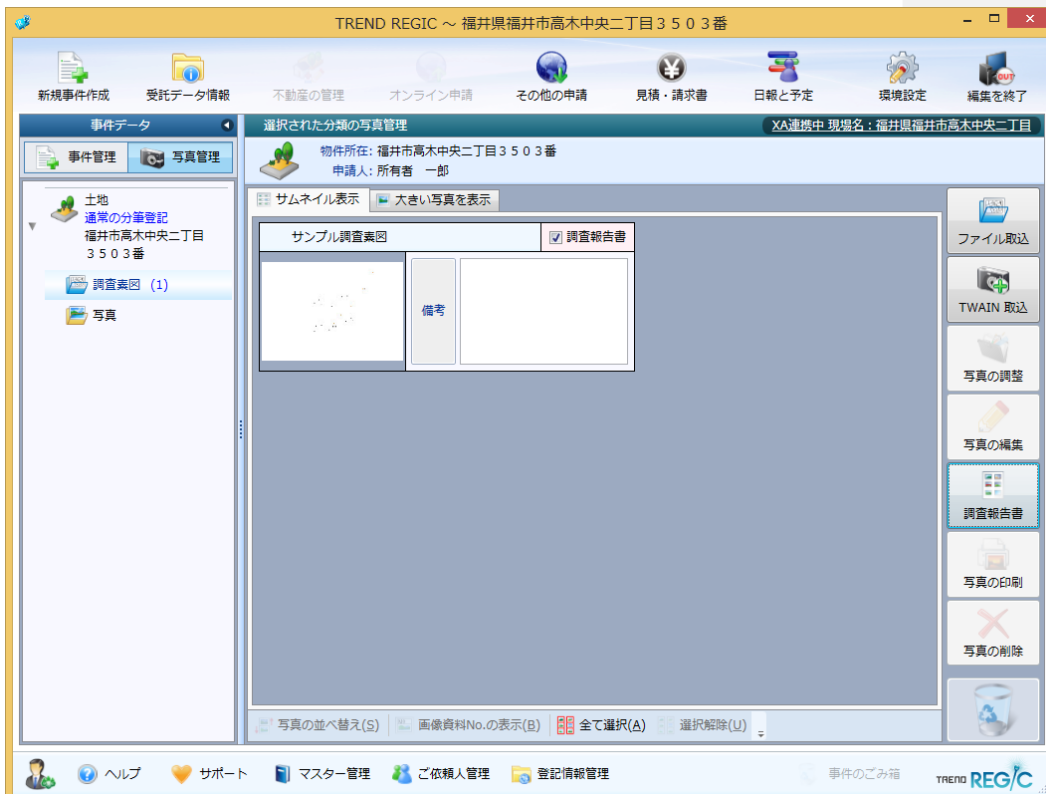 TREND REGIC ～ 福井県福井市高木中央二丁目３５０３番
新規事件作成
受託データ情報
不動産の管理
オンライン申請
その他の申請
見積・請求書
日報と予定
環境設定
編集を終了
OUT
事件データ
選択された分類の写真管理
XA連携中 現場名：福井県福井市高木中央二丁目
事件管理
写真管理
物件所在: 福井市高木中央二丁目３５０３番
申請人: 所有者　一郎
土地
通常の分筆登記
福井市高木中央二丁目
３５０３番
調査素図 (1)
写真
サムネイル表示
大きい写真を表示
サンプル調査素図
調査報告書
備考
ファイル取込
TWAIN 取込
写真の調整
写真の編集
調査報告書
写真の印刷
写真の削除
写真の並べ替え(S)
画像資料No.の表示(B)
全て選択(A)
選択解除(U)
ヘルプ
サポート
マスター管理
ご依頼人管理
登記情報管理
事件のごみ箱
TREND REGIC